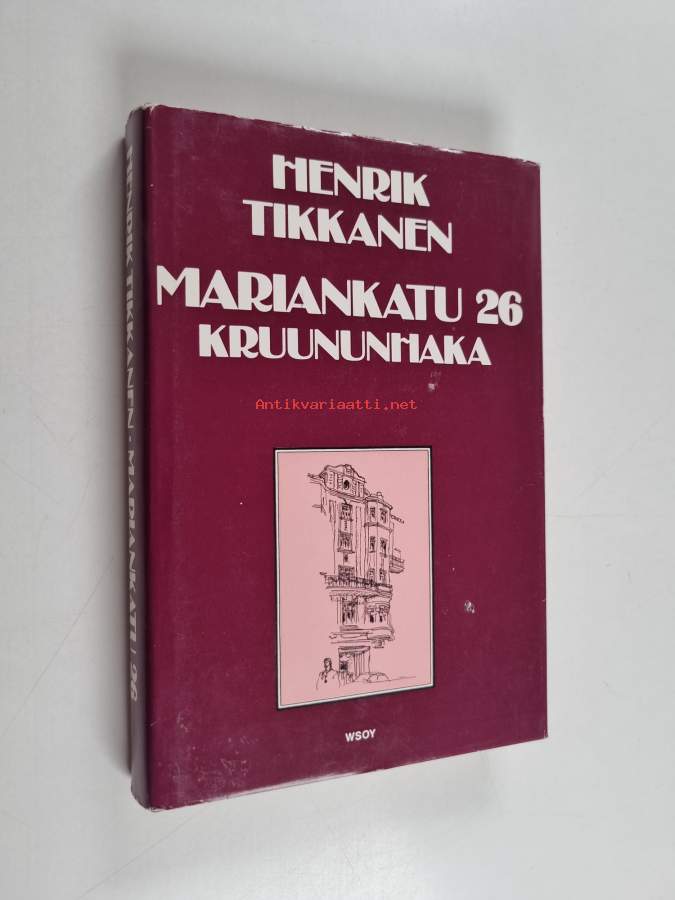 HENRIK
TIKKANEN
MARIANKATU 26
KRUUNUNHAKA
Antikvariaatti.net
WSOY
HENRIK TIKKANEN • MARIANKATU 26